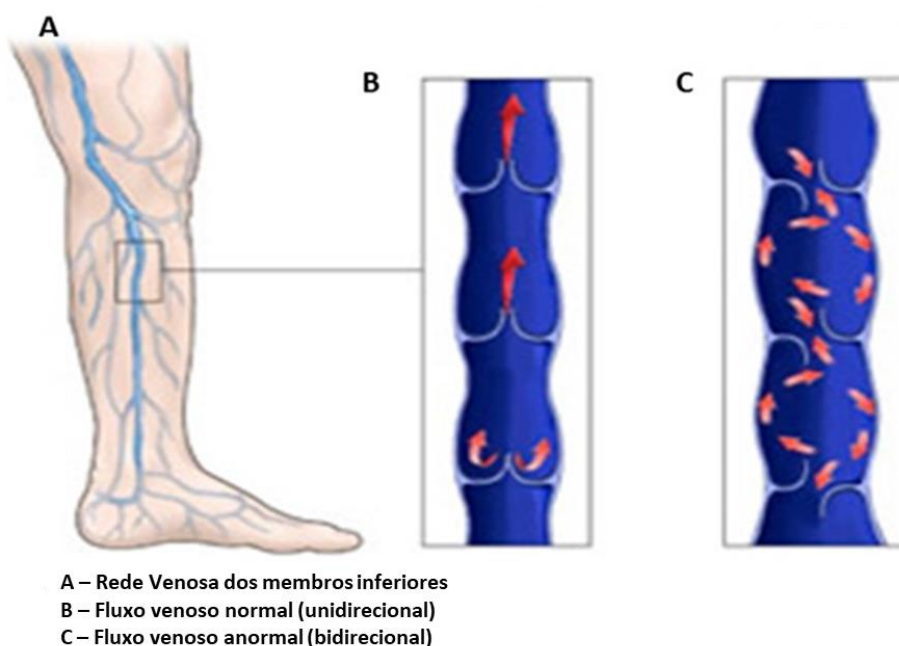 A
B
C
A – Rede Venosa dos membros inferiores
B – Fluxo venoso normal (unidirecional)
C – Fluxo venoso anormal (bidirecional)